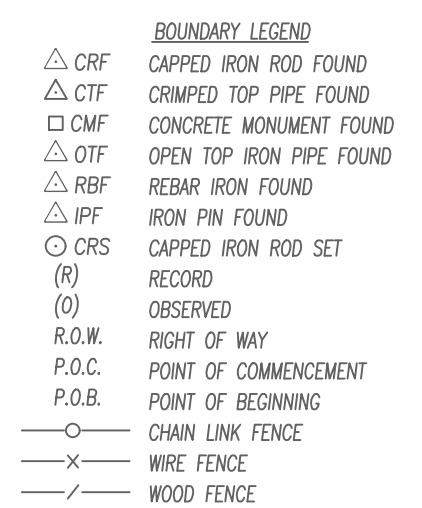 BOUNDARY LEGEND
CRF CAPPED IRON ROD FOUND
CTF CRIMPED TOP PIPE FOUND
CMF CONCRETE MONUMENT FOUND
OTF OPEN TOP IRON PIPE FOUND
RBF REBAR IRON FOUND
IPF IRON PIN FOUND
CRS CAPPED IRON ROD SET
(R) RECORD
(O) OBSERVED
R.O.W. RIGHT OF WAY
P.O.C. POINT OF COMMENCEMENT
P.O.B. POINT OF BEGINNING
CHAIN LINK FENCE
WIRE FENCE
WOOD FENCE